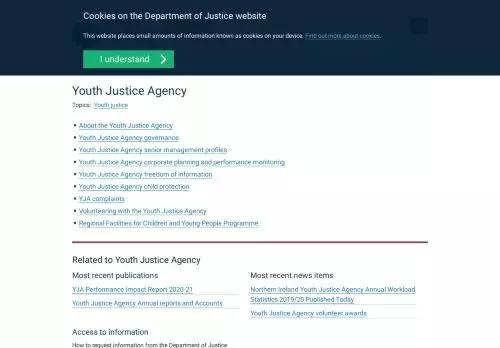 Cookies on the Department of Justice website
This website places small amounts of information known as cookies on your device. Find out more about cookies.
I understand
Youth Justice Agency
Topics: Youth justice
About the Youth Justice Agency
Youth Justice Agency governance
Youth Justice Agency senior management profiles
Youth Justice Agency corporate planning and performance monitoring
Youth Justice Agency freedom of information
Youth Justice Agency child protection
YJA complaints
Volunteering with the Youth Justice Agency
Regional Facilities for Children and Young People Programme
Related to Youth Justice Agency
Most recent publications
YJA Performance Impact Report 2020-21
Youth Justice Agency Annual reports and Accounts
Most recent news items
Northern Ireland Youth Justice Agency Annual Workload
Statistics 2019/20 Published Today
Youth Justice Agency volunteer awards
Access to information
How to request information from the Department of Justice